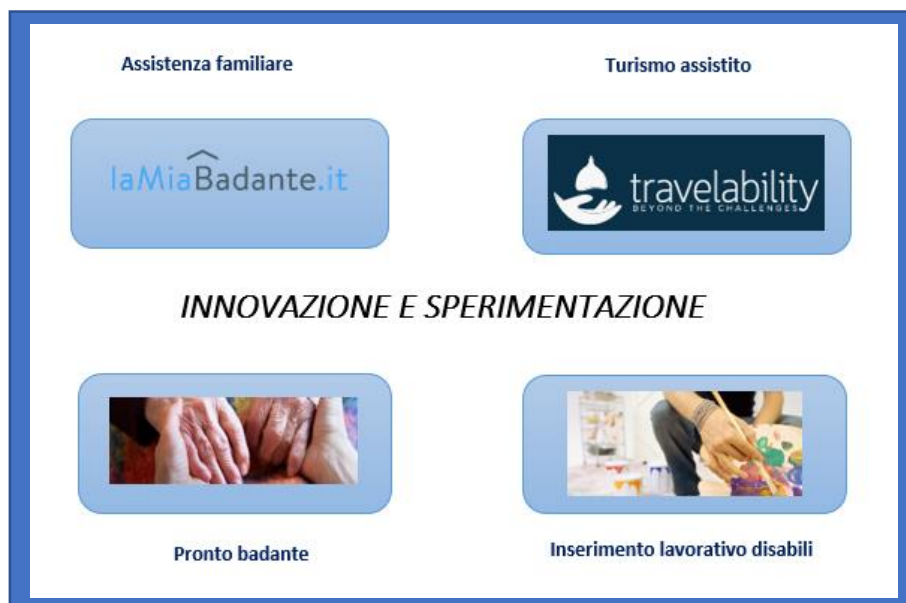 Assistenza familiare
Turismo assistito
laMiaBadante.it
travelability
BEYOND THE CHALLENGES
INNOVAZIONE E SPERIMENTAZIONE
Pronto badante
Inserimento lavorativo disabili